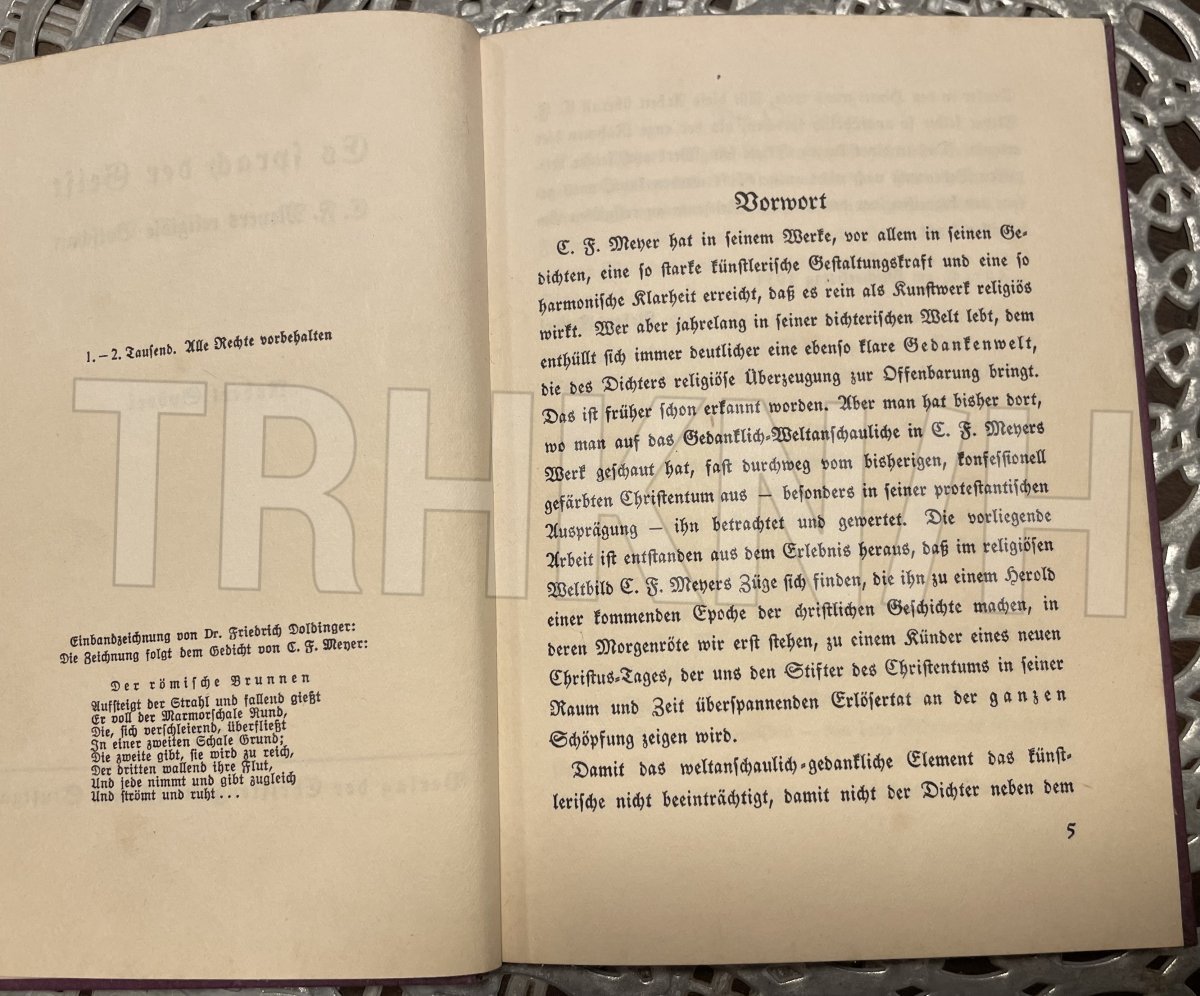 1.–2. Tausend. Alle Rechte vorbehalten
Einbandzeichnung von Dr. Friedrich Doldinger:
Die Zeichnung folgt dem Gedicht von C. F. Meyer:
Der römische Brunnen
Aufsteigt der Strahl und fallend gießt
Er voll der Marmorschale Rund,
Die, sich verschleiernd, überfließt
In einer zweiten Schale Grund;
Die zweite gibt, sie wird zu reich,
Der dritten wallend ihre Flut,
Und jede nimmt und gibt zugleich
Und strömt und ruht . . .
Vorwort
C. F. Meyer hat in seinem Werke, vor allem in seinen Ge-
dichten, eine so starke künstlerische Gestaltungskraft und eine so
harmonische Klarheit erreicht, daß es rein als Kunstwerk religiös
wirkt. Wer aber jahrelang in seiner dichterischen Welt lebt, dem
enthüllt sich immer deutlicher eine ebenso klare Gedankenwelt,
die des Dichters religiöse Überzeugung zur Offenbarung bringt.
Das ist früher schon erkannt worden. Aber man hat bisher dort,
wo man auf das Gedanklich-Weltanschauliche in C. F. Meyers
Werk geschaut hat, fast durchweg vom bisherigen, konfessionell
gefärbten Christentum aus — besonders in seiner protestantischen
Ausprägung — ihn betrachtet und gewertet. Die vorliegende
Arbeit ist entstanden aus dem Erlebnis heraus, daß im religiösen
Weltbild C. F. Meyers Züge sich finden, die ihn zu einem Herold
einer kommenden Epoche der christlichen Geschichte machen, in
deren Morgenröte wir erst stehen, zu einem Künder eines neuen
Christus-Tages, der uns den Stifter des Christentums in seiner
Raum und Zeit überspannenden Erlösertat an der ganzen
Schöpfung zeigen wird.
Damit das weltanschaulich-gedankliche Element das künst-
lerische nicht beeinträchtigt, damit nicht der Dichter neben dem
5
TRHKNMH